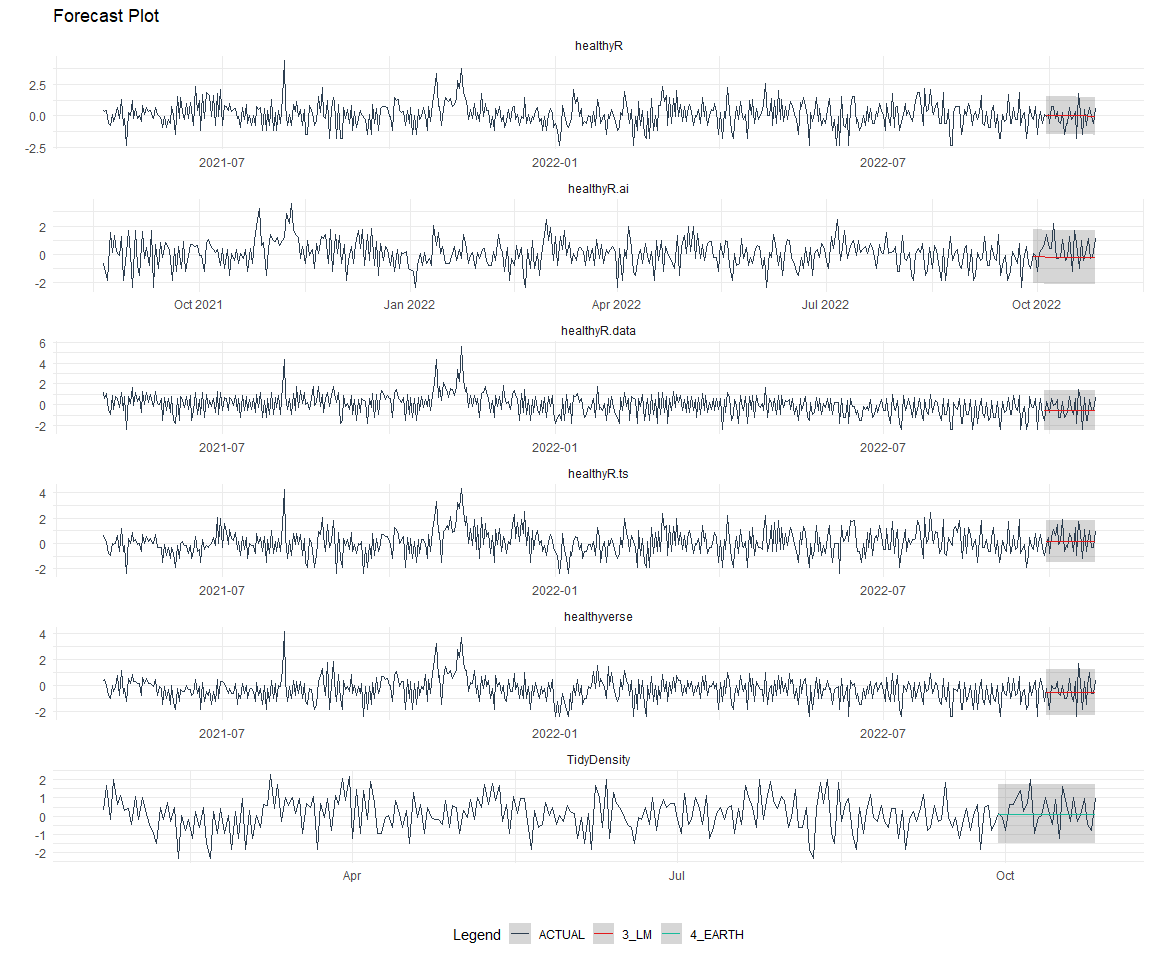 Forecast Plot
healthyR
2.5
0.0
-2.5
2021-07 2022-01 2022-07
healthyR.ai
2
0
-2
Oct 2021 Jan 2022 Apr 2022 Jul 2022 Oct 2022
healthyR.data
6
4
2
0
-2
2021-07 2022-01 2022-07
healthyR.ts
4
2
0
-2
2021-07 2022-01 2022-07
healthyverse
4
2
0
-2
2021-07 2022-01 2022-07
TidyDensity
2
1
0
-1
-2
Apr Jul Oct
Legend ACTUAL 3_LM 4_EARTH